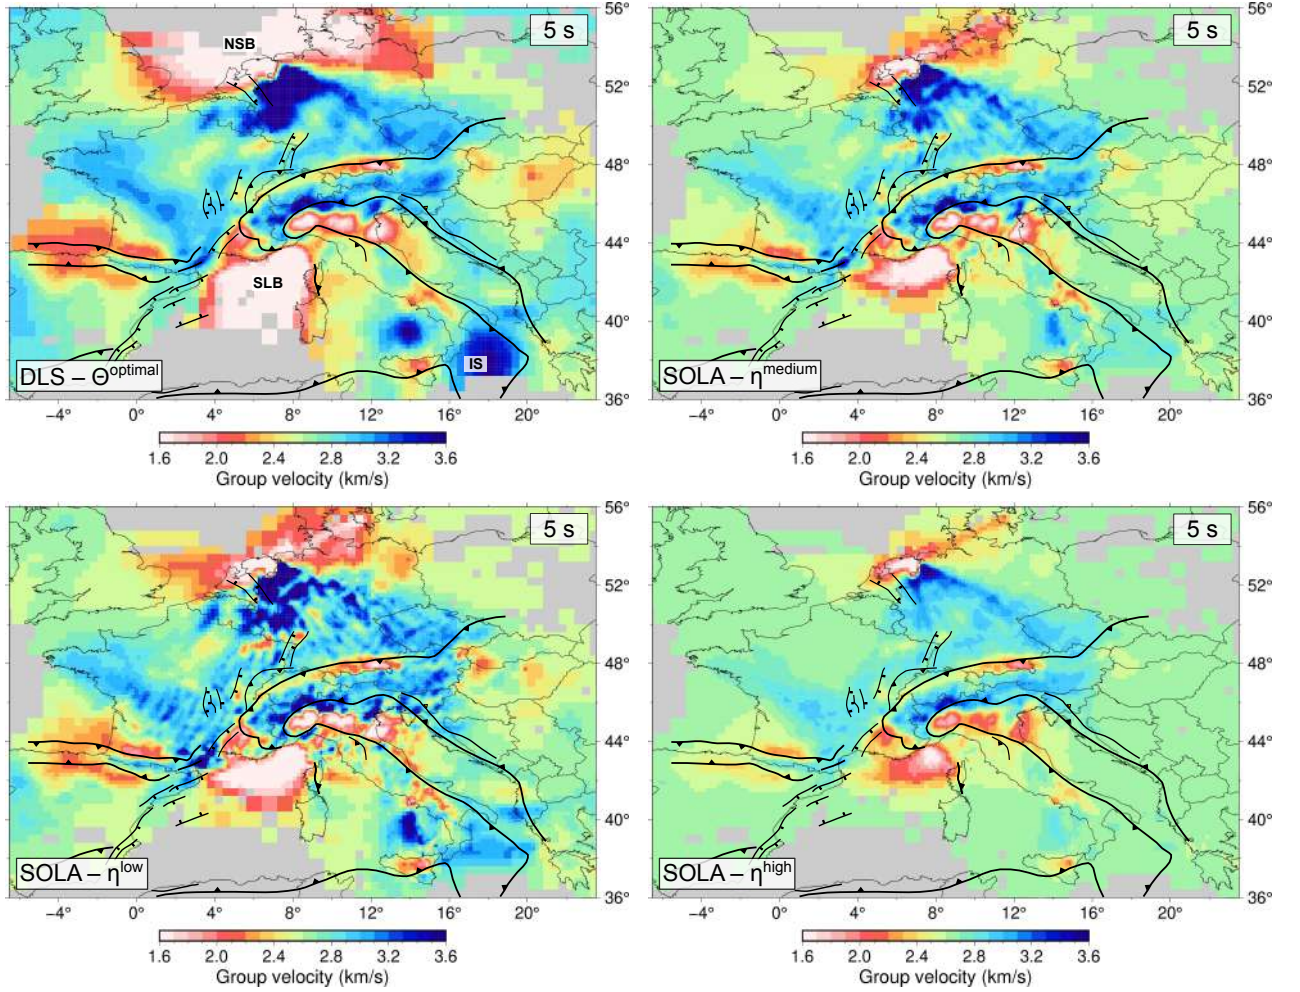 NSB
5 s
SLB
IS
DLS – Θ^optimal
56°
52°
48°
44°
40°
36°
−4° 0° 4° 8° 12° 16° 20°
1.6 2.0 2.4 2.8 3.2 3.6
Group velocity (km/s)
5 s
SOLA – η^medium
56°
52°
48°
44°
40°
36°
−4° 0° 4° 8° 12° 16° 20°
1.6 2.0 2.4 2.8 3.2 3.6
Group velocity (km/s)
5 s
SOLA – η^low
56°
52°
48°
44°
40°
36°
−4° 0° 4° 8° 12° 16° 20°
1.6 2.0 2.4 2.8 3.2 3.6
Group velocity (km/s)
5 s
SOLA – η^high
56°
52°
48°
44°
40°
36°
−4° 0° 4° 8° 12° 16° 20°
1.6 2.0 2.4 2.8 3.2 3.6
Group velocity (km/s)